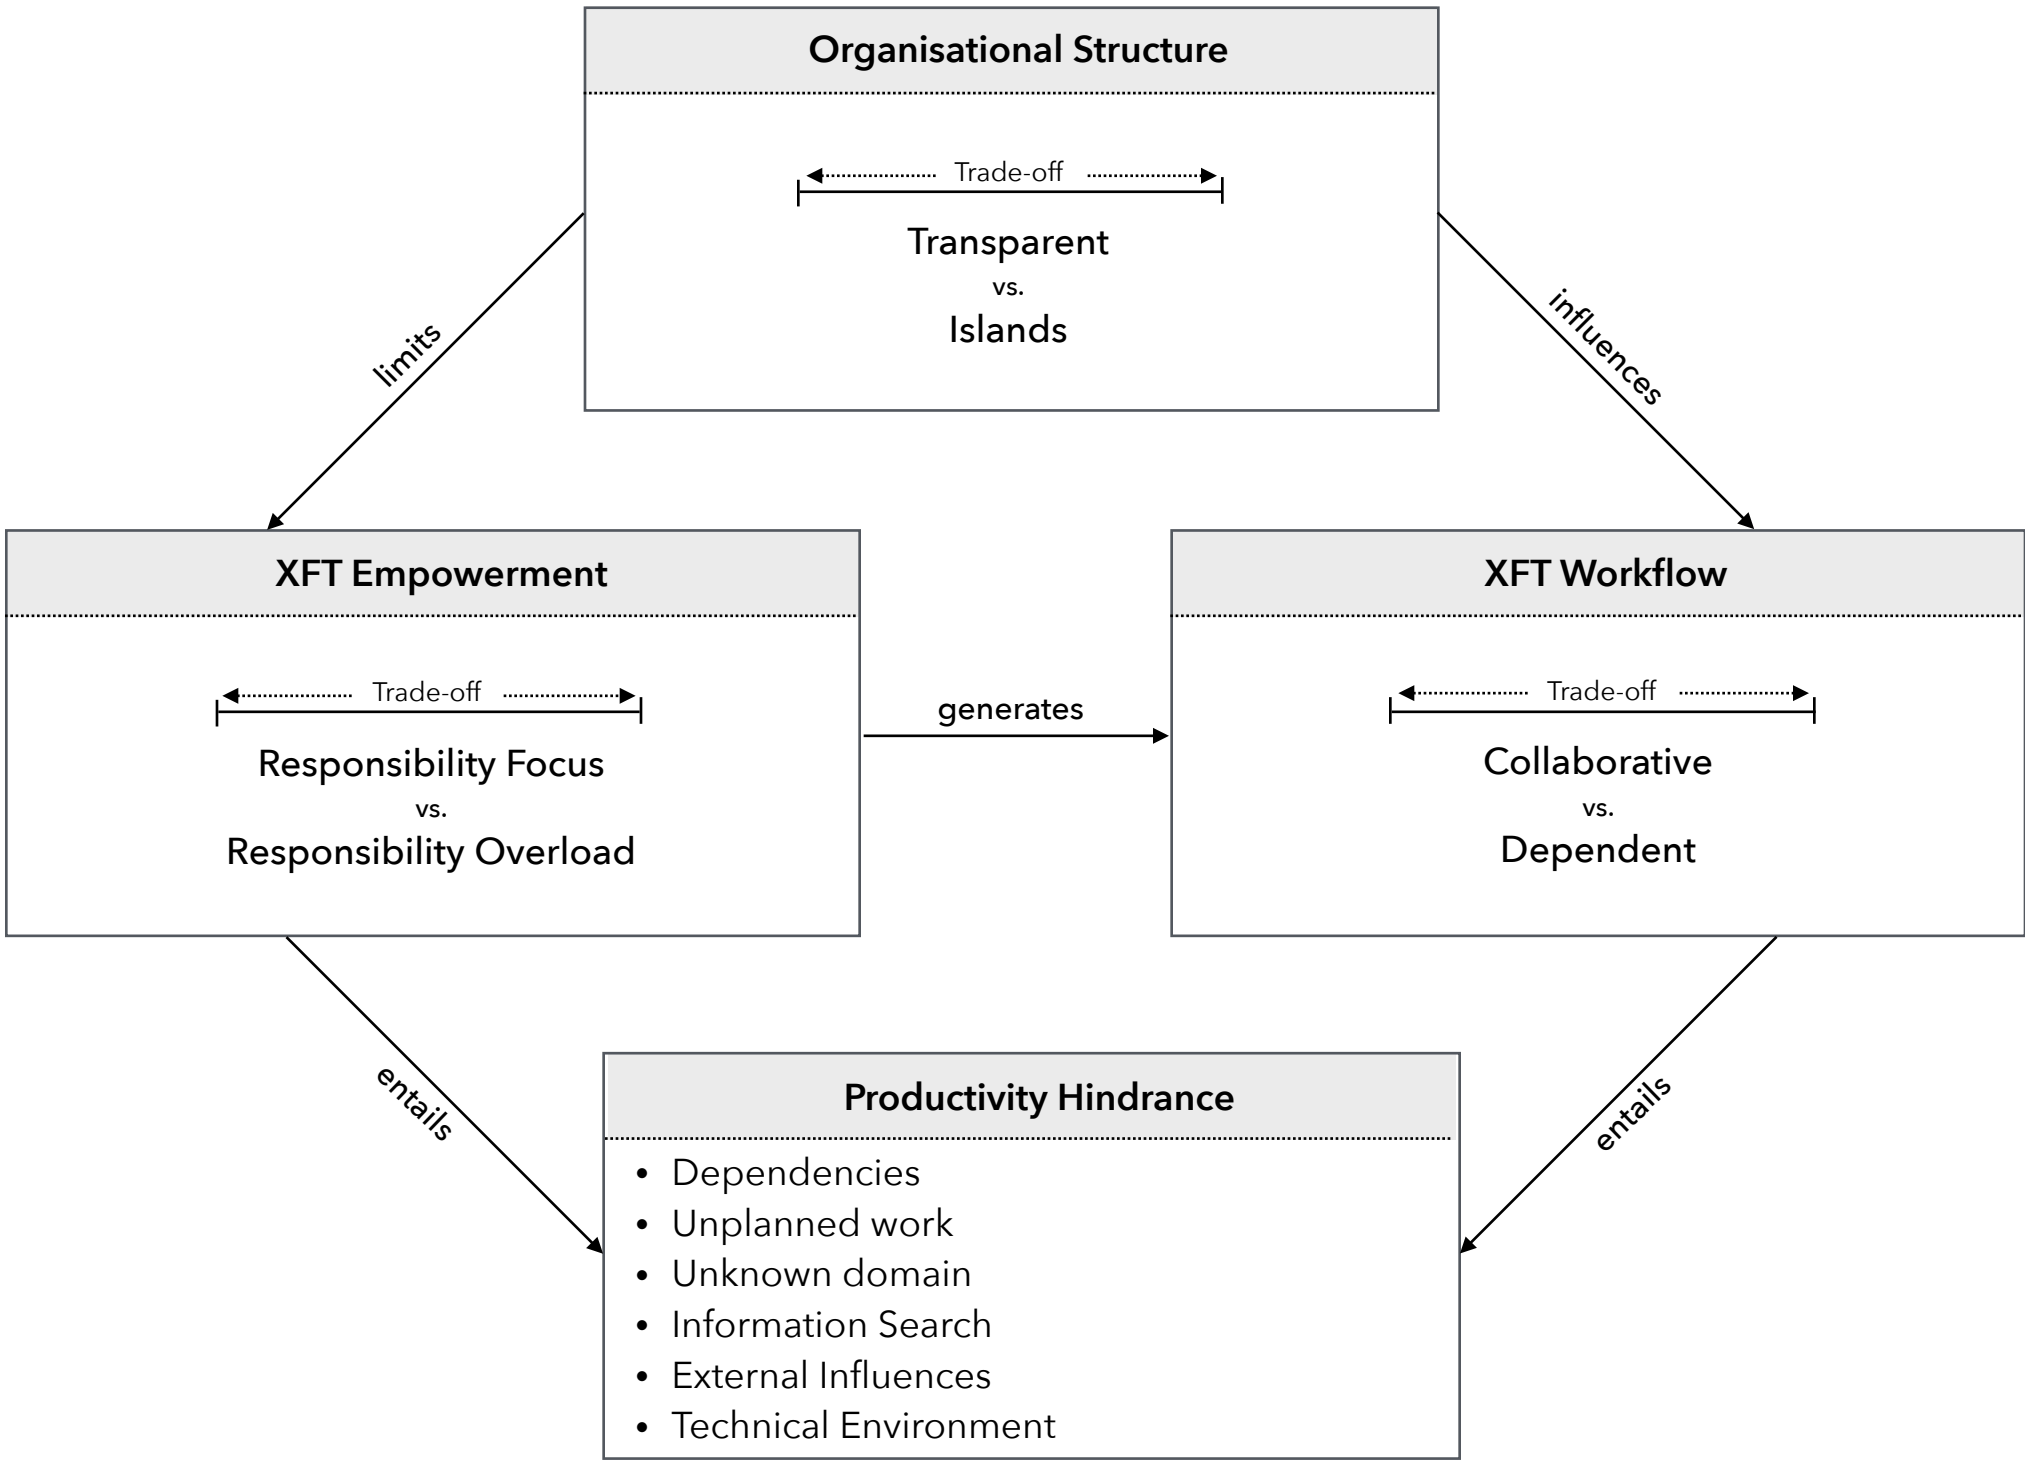 Organisational Structure
Trade-off
Transparent
vs.
Islands
limits
influences
XFT Empowerment
Trade-off
Responsibility Focus
vs.
Responsibility Overload
generates
XFT Workflow
Trade-off
Collaborative
vs.
Dependent
entails
entails
Productivity Hindrance
• Dependencies
• Unplanned work
• Unknown domain
• Information Search
• External Influences
• Technical Environment